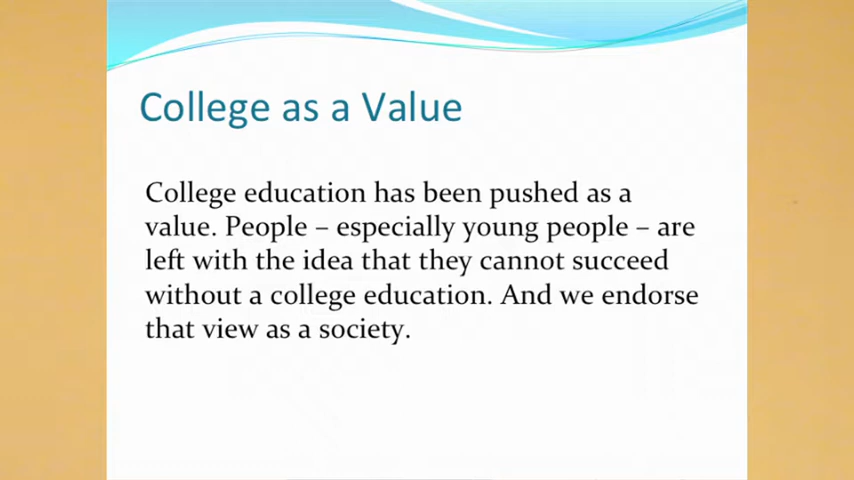 College as a Value
College education has been pushed as a
value. People – especially young people – are
left with the idea that they cannot succeed
without a college education. And we endorse
that view as a society.